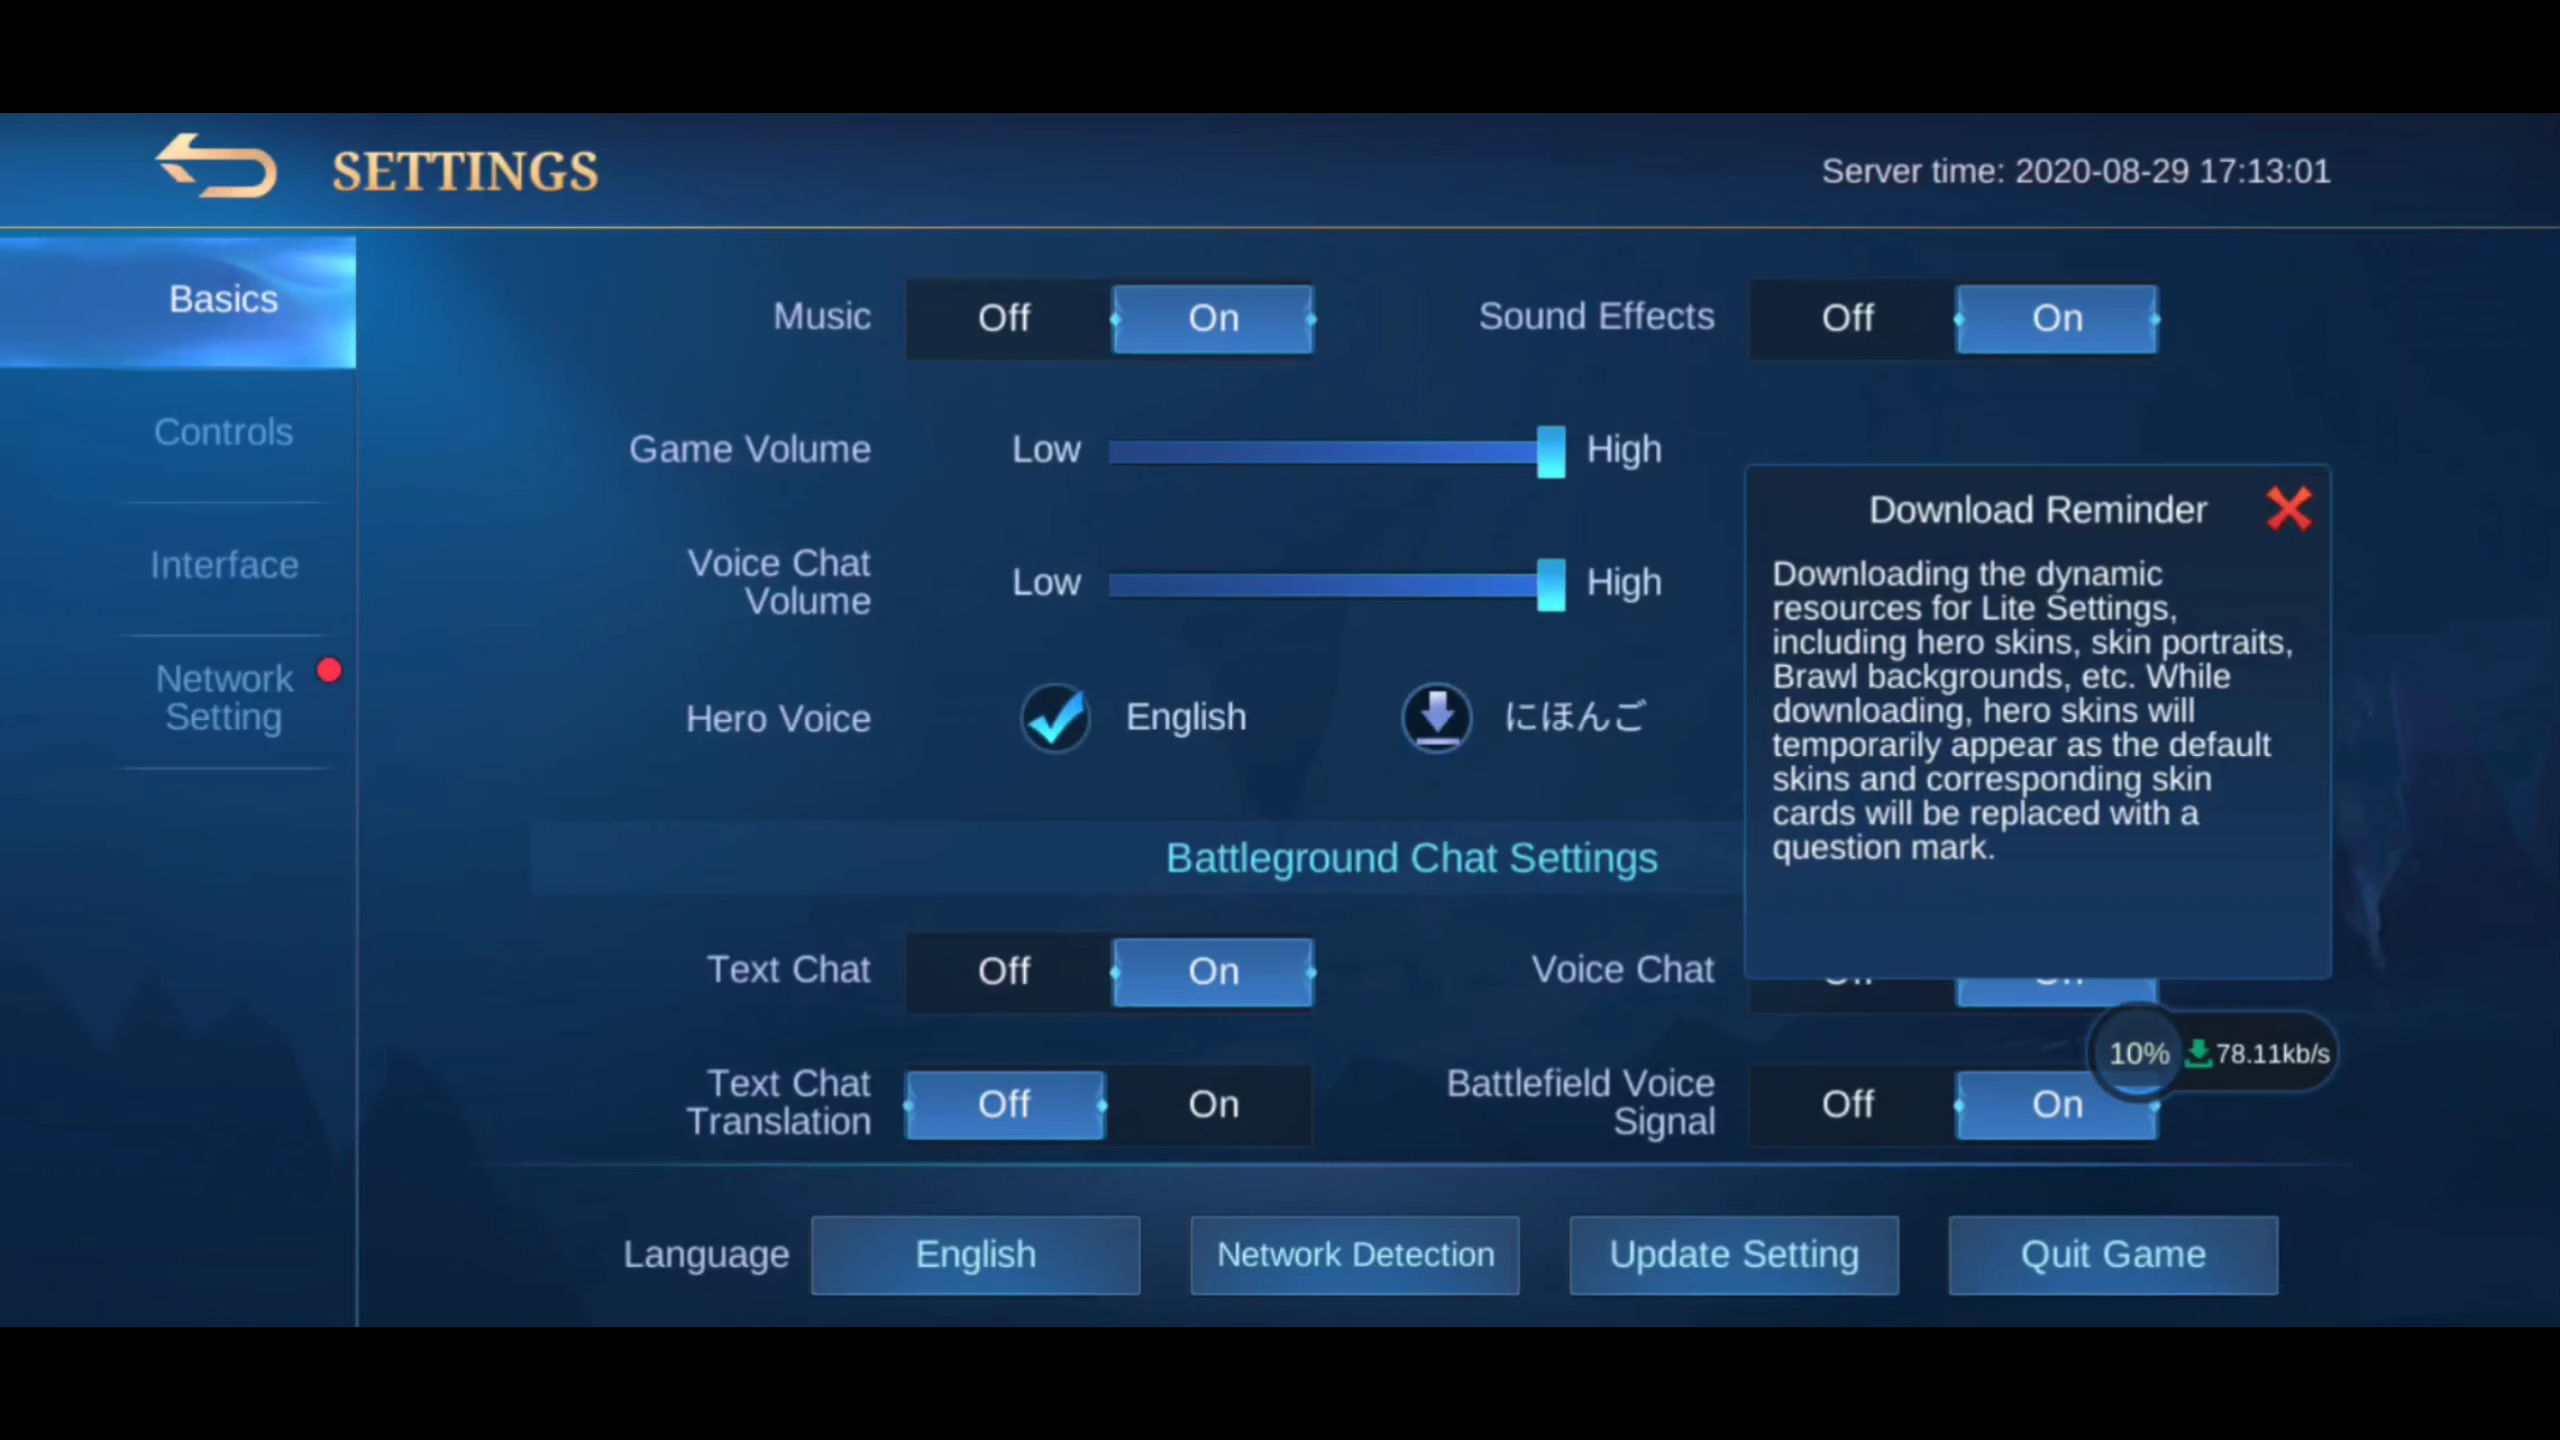 SETTINGS
Server time: 2020-08-29 17:13:01
Basics
Controls
Interface
Network
Setting
Music Off On Sound Effects Off On
Game Volume Low High
Voice Chat
Volume
Low High
Hero Voice English にほんご
Download Reminder
Downloading the dynamic
resources for Lite Settings,
including hero skins, skin portraits,
Brawl backgrounds, etc. While
downloading, hero skins will
temporarily appear as the default
skins and corresponding skin
cards will be replaced with a
question mark.
Battleground Chat Settings
Text Chat Off On Voice Chat
10% 78.11kb/s
Text Chat
Translation
Off On
Battlefield Voice
Signal
Off On
Language English Network Detection Update Setting Quit Game